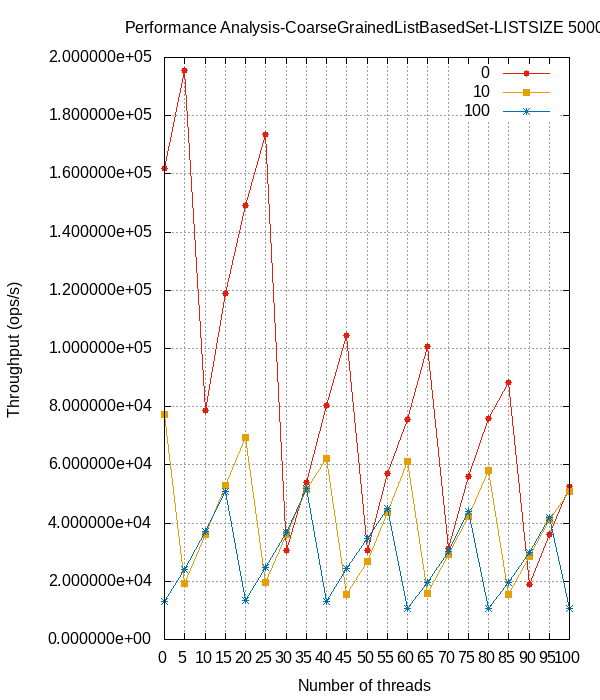 Performance Analysis-CoarseGrainedListBasedSet-LISTSIZE 5000
2.000000e+05
1.800000e+05
1.600000e+05
1.400000e+05
1.200000e+05
1.000000e+05
8.000000e+04
6.000000e+04
4.000000e+04
2.000000e+04
0.000000e+00
0
10
100
Throughput (ops/s)
0 5 10 15 20 25 30 35 40 45 50 55 60 65 70 75 80 85 90 95 100
Number of threads